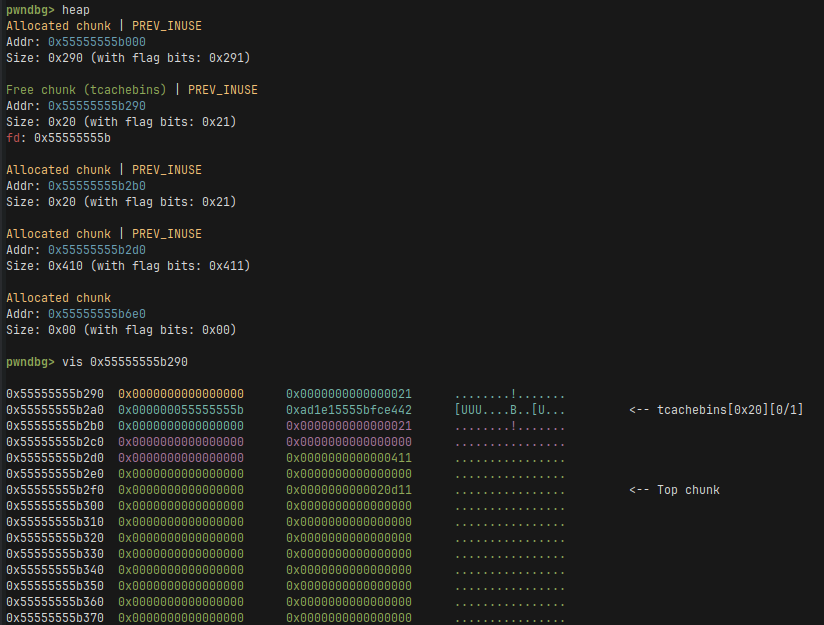 pwndbg> heap
Allocated chunk | PREV_INUSE
Addr: 0x55555555b000
Size: 0x290 (with flag bits: 0x291)
Free chunk (tcachebins) | PREV_INUSE
Addr: 0x55555555b290
Size: 0x20 (with flag bits: 0x21)
fd: 0x55555555b
Allocated chunk | PREV_INUSE
Addr: 0x55555555b2b0
Size: 0x20 (with flag bits: 0x21)
Allocated chunk | PREV_INUSE
Addr: 0x55555555b2d0
Size: 0x410 (with flag bits: 0x411)
Allocated chunk
Addr: 0x55555555b6e0
Size: 0x00 (with flag bits: 0x00)
pwndbg> vis 0x55555555b290
0x55555555b290 0x0000000000000000 0x0000000000000021 ........!.......
0x55555555b2a0 0x000000055555555b 0xad1e15555bfce442 [UUU....B..[U... <-- tcachebins[0x20][0/1]
0x55555555b2b0 0x0000000000000000 0x0000000000000021 ........!.......
0x55555555b2c0 0x0000000000000000 0x0000000000000000 ................
0x55555555b2d0 0x0000000000000000 0x0000000000000411 ................
0x55555555b2e0 0x0000000000000000 0x0000000000000000 ................
0x55555555b2f0 0x0000000000000000 0x0000000000020d11 ................ <-- Top chunk
0x55555555b300 0x0000000000000000 0x0000000000000000 ................
0x55555555b310 0x0000000000000000 0x0000000000000000 ................
0x55555555b320 0x0000000000000000 0x0000000000000000 ................
0x55555555b330 0x0000000000000000 0x0000000000000000 ................
0x55555555b340 0x0000000000000000 0x0000000000000000 ................
0x55555555b350 0x0000000000000000 0x0000000000000000 ................
0x55555555b360 0x0000000000000000 0x0000000000000000 ................
0x55555555b370 0x0000000000000000 0x0000000000000000 ................